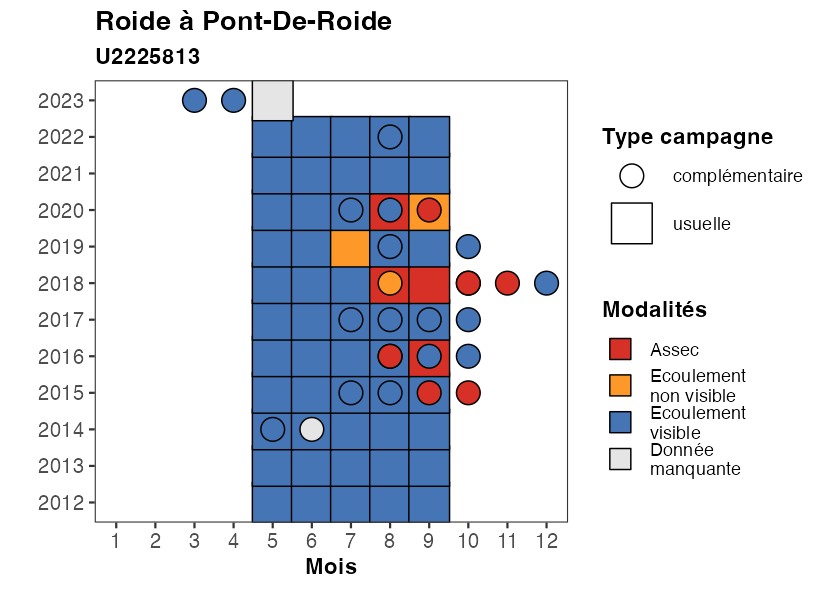 Roide à Pont-De-Roide
U2225813
2023
2022
2021
2020
2019
2018
2017
2016
2015
2014
2013
2012
1 2 3 4 5 6 7 8 9 10 11 12
Mois
Type campagne
complémentaire
usuelle
Modalités
Assec
Ecoulement
non visible
Ecoulement
visible
Donnée
manquante